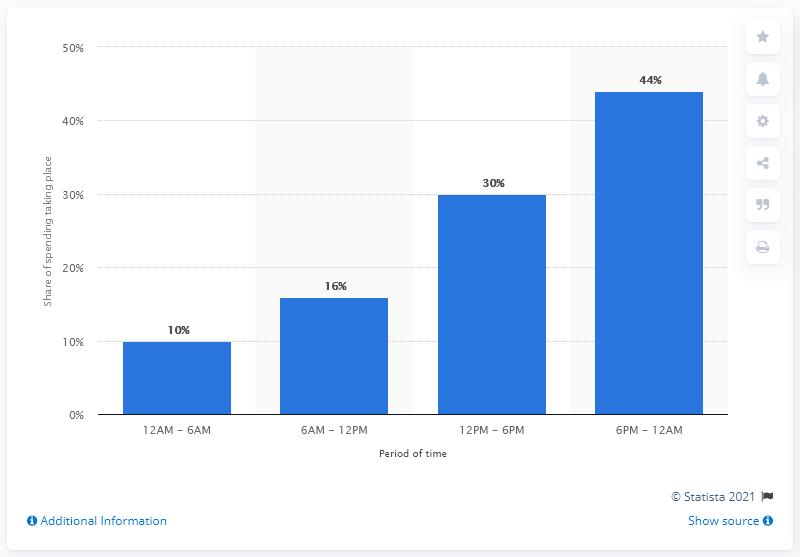 50%
40%
30%
20%
10%
0%
Share of spending taking place
10%
16%
30%
44%
12AM – 6AM
6AM – 12PM
12PM – 6PM
6PM – 12AM
Period of time
© Statista 2021
Additional Information
Show source